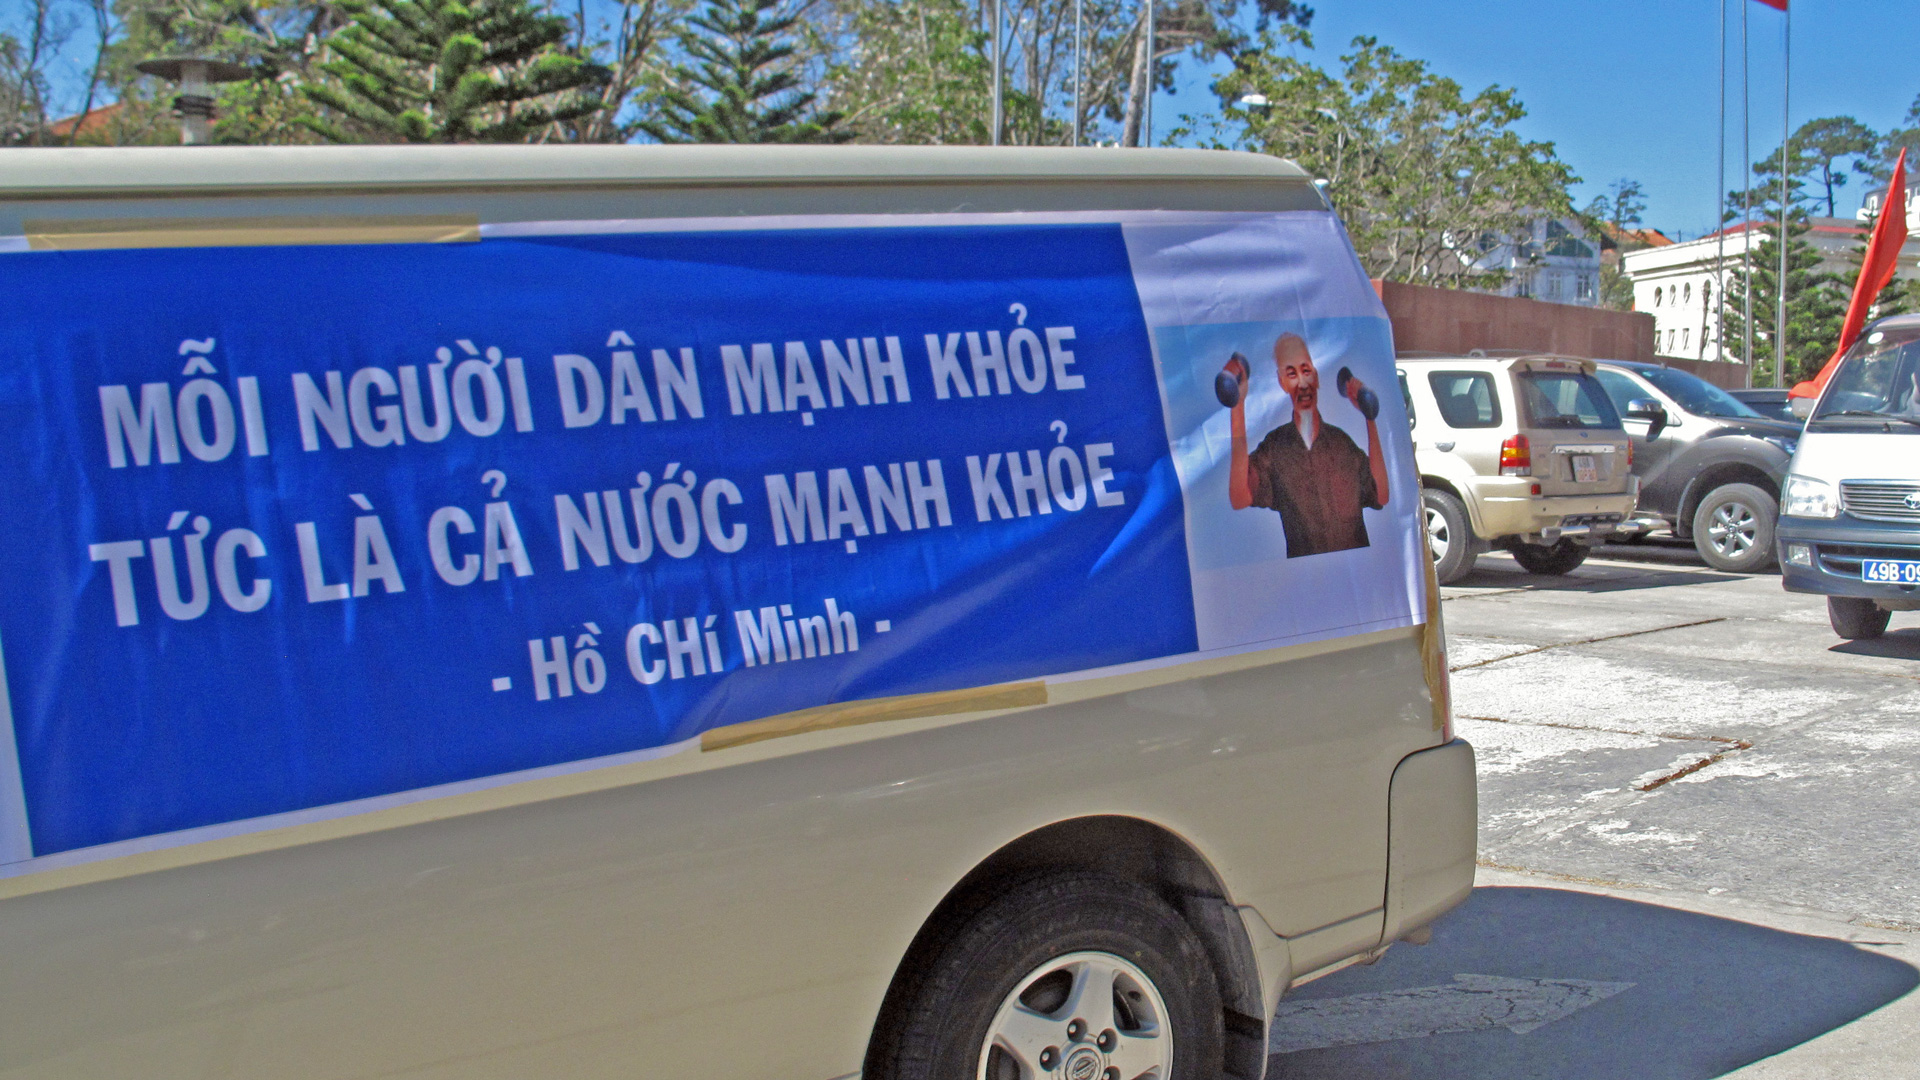 MỖI NGƯỜI DÂN MẠNH KHỎE
TỨC LÀ CẢ NƯỚC MẠNH KHỎE
- Hồ CHí Minh -